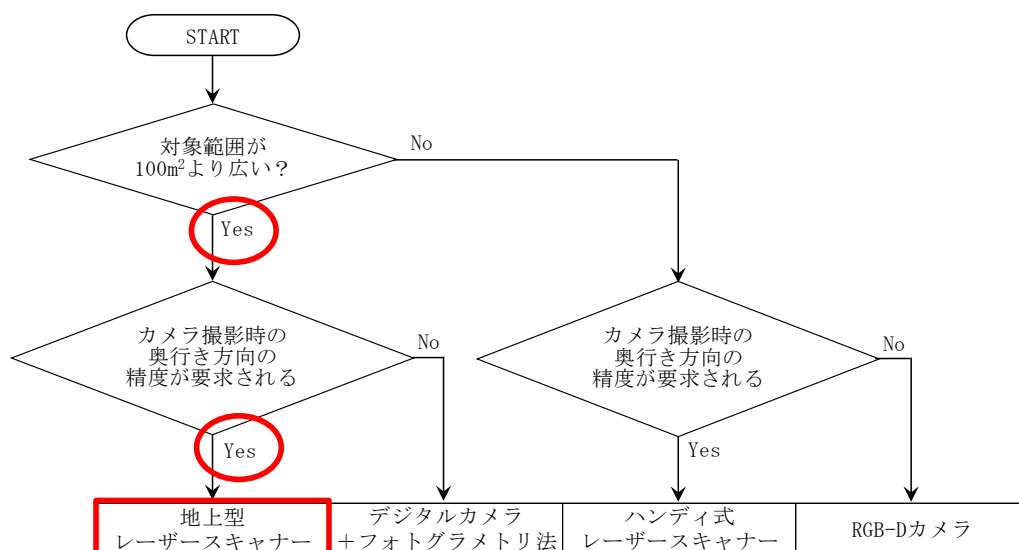 START
対象範囲が
100m²より広い？
No
Yes
カメラ撮影時の
奥行き方向の
精度が要求される
No
Yes
カメラ撮影時の
奥行き方向の
精度が要求される
No
Yes
地上型
レーザースキャナー
デジタルカメラ
＋フォトグラメトリ法
ハンディ式
レーザースキャナー
RGB-Dカメラ